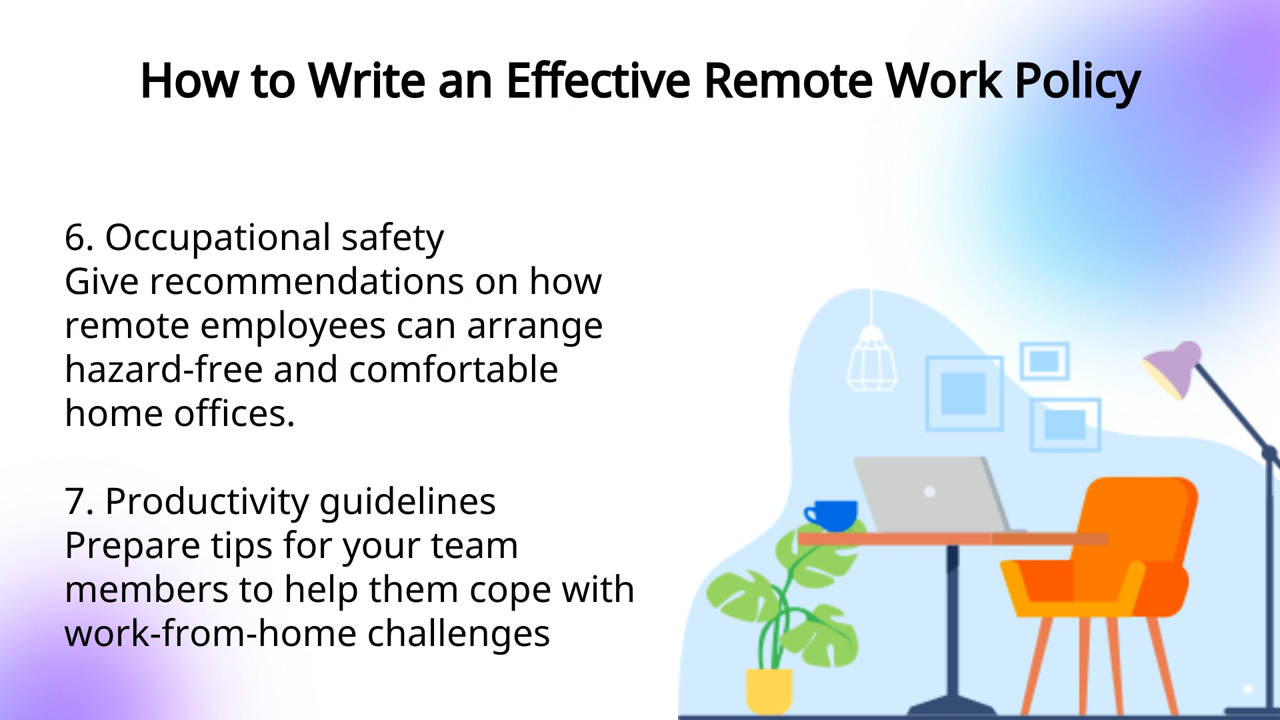 How to Write an Effective Remote Work Policy
6. Occupational safety
Give recommendations on how
remote employees can arrange
hazard-free and comfortable
home offices.
7. Productivity guidelines
Prepare tips for your team
members to help them cope with
work-from-home challenges